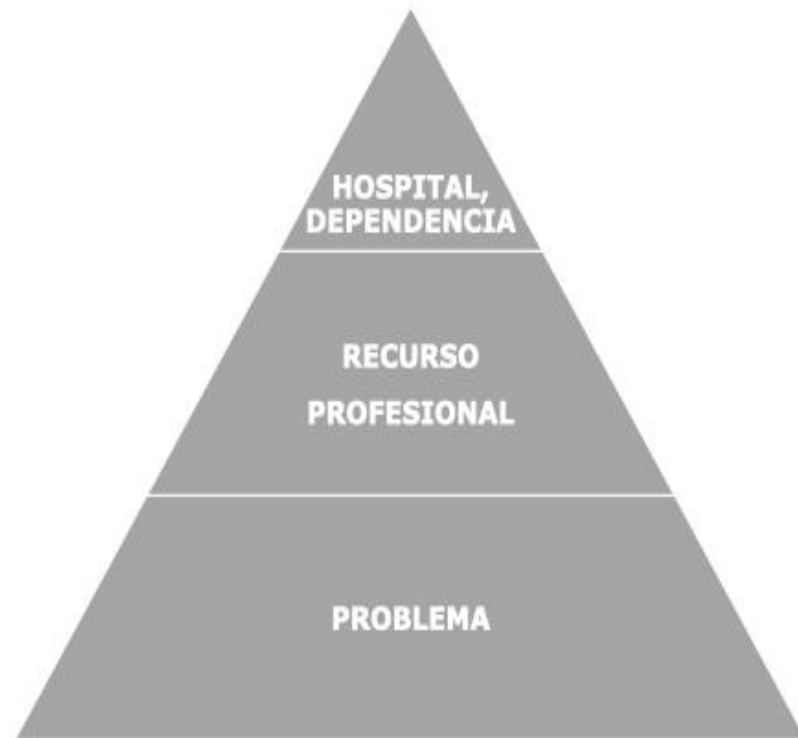 HOSPITAL,
DEPENDENCIA
RECURSO
PROFESIONAL
PROBLEMA